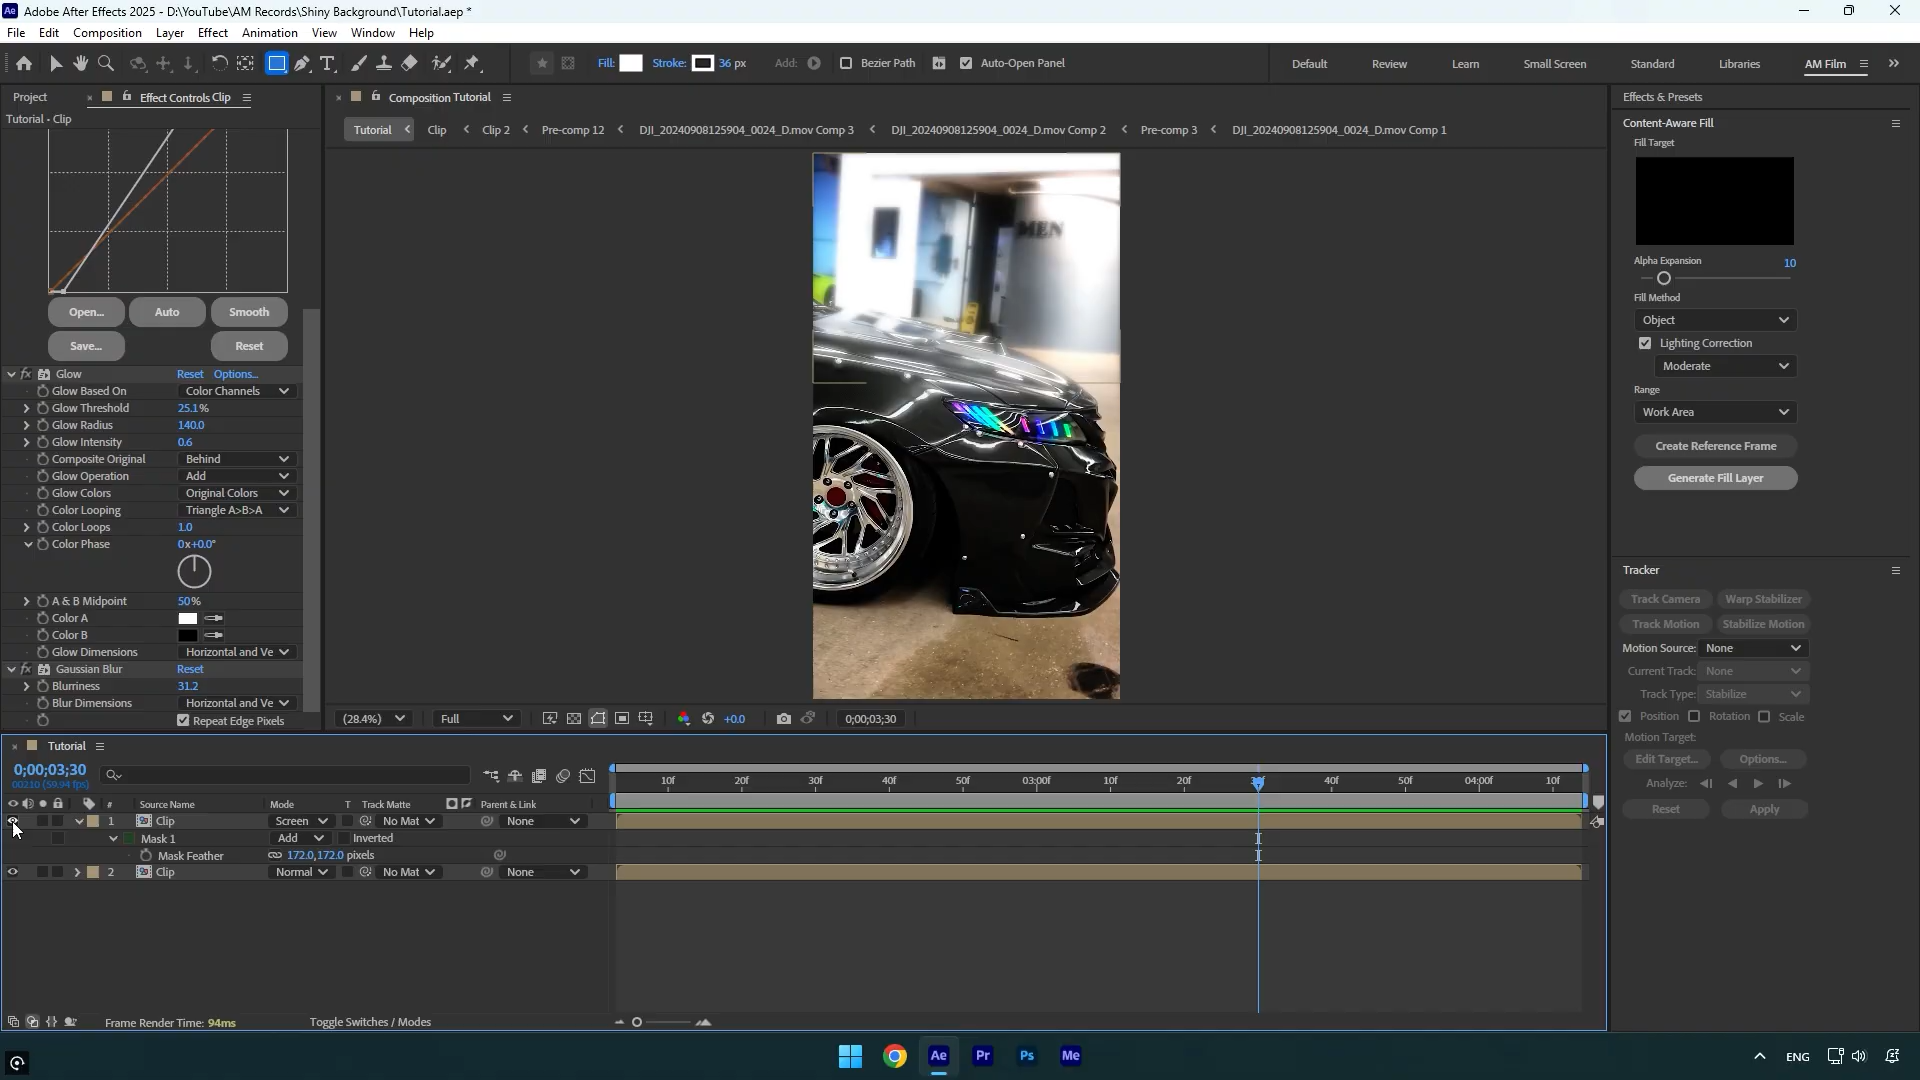 Adobe After Effects 2025 - D:\YouTube\AM Records\Shiny Background\Tutorial.aep *
File Edit Composition Layer Effect Animation View Window Help
Fill: Stroke: 36 px Add: Bezier Path Auto-Open Panel
Default Review Learn Small Screen Standard Libraries AM Film
Project Effect Controls Clip
Tutorial • Clip
Open... Auto Smooth
Save... Reset
Glow Reset Options...
Glow Based On Color Channels
Glow Threshold 25.1%
Glow Radius 140.0
Glow Intensity 0.6
Composite Original Behind
Glow Operation Add
Glow Colors Original Colors
Color Looping Triangle A>B>A
Color Loops 1.0
Color Phase 0x+0.0°
A & B Midpoint 50%
Color A
Color B
Glow Dimensions Horizontal and Ve
Gaussian Blur Reset
Blurriness 31.2
Blur Dimensions Horizontal and Ve
Repeat Edge Pixels
Composition Tutorial
Tutorial Clip Clip 2 Pre-comp 12 DJI_20240908125904_0024_D.mov Comp 3 DJI_20240908125904_0024_D.mov Comp 2 Pre-comp 3 DJI_20240908125904_0024_D.mov Comp 1
MEN
(28.4%) Full +0.0 0;00;03;30
Effects & Presets
Content-Aware Fill
Fill Target
Alpha Expansion 10
Fill Method
Object
Lighting Correction
Moderate
Range
Work Area
Create Reference Frame
Generate Fill Layer
Tracker
Track Camera Warp Stabilizer
Track Motion Stabilize Motion
Motion Source: None
Current Track: None
Track Type: Stabilize
Position Rotation Scale
Motion Target:
Edit Target... Options...
Analyze:
Reset Apply
Tutorial
0;00;03;30
00210 (59.94 fps)
10f 20f 30f 40f 50f 03:00f 10f 20f 30f 40f 50f 04:00f 10f
# Source Name Mode T Track Matte Parent & Link
1 Clip Screen No Mat None
Mask 1 Add Inverted
Mask Feather 172.0,172.0 pixels
2 Clip Normal No Mat None
Frame Render Time: 94ms Toggle Switches / Modes
Ae Pr Ps Me ENG